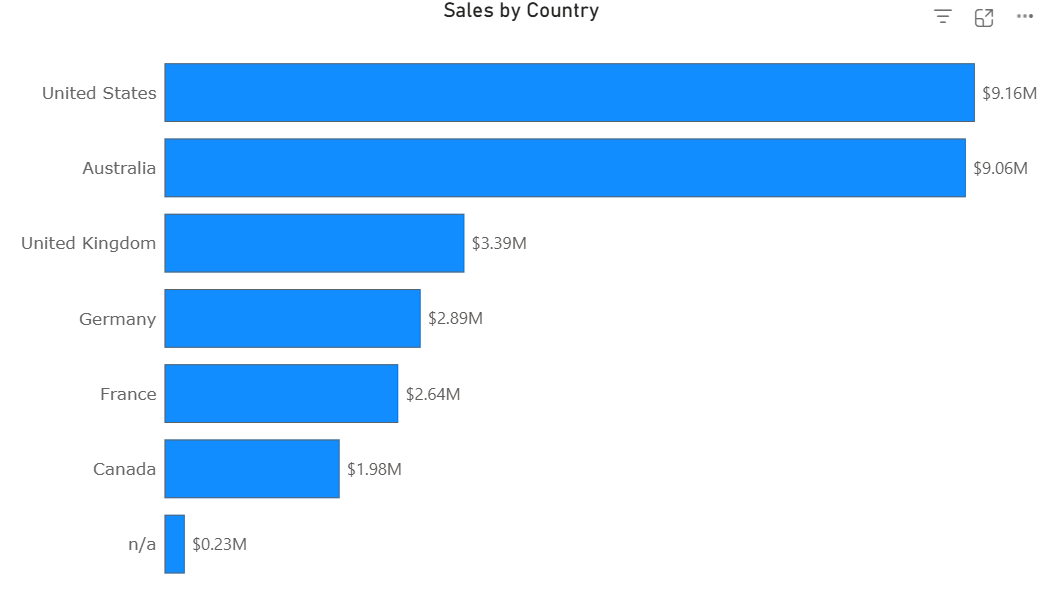 Sales by Country
United States $9.16M
Australia $9.06M
United Kingdom $3.39M
Germany $2.89M
France $2.64M
Canada $1.98M
n/a $0.23M